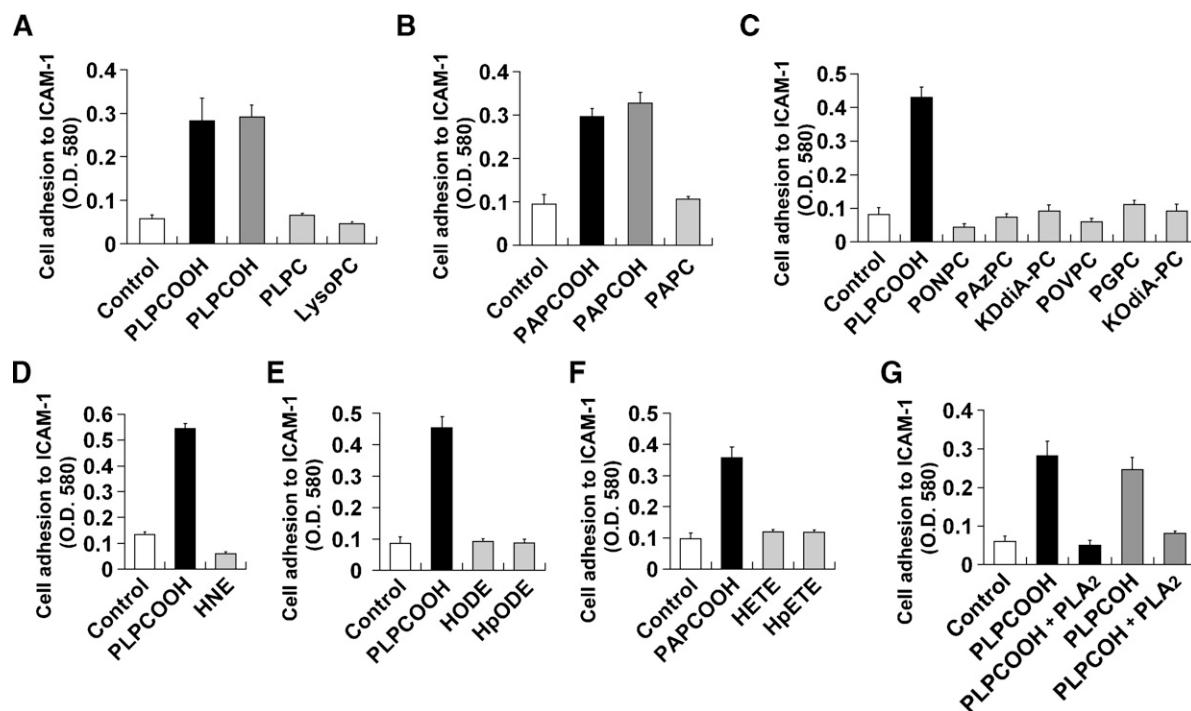 A
Cell adhesion to ICAM-1
(O.D. 580)
0.4
0.3
0.2
0.1
0
Control
PLPCOOH
PLPCOH
PLPC
LysoPC
B
Cell adhesion to ICAM-1
(O.D. 580)
0.4
0.3
0.2
0.1
0
Control
PAPCOOH
PAPCOH
PAPC
C
Cell adhesion to ICAM-1
(O.D. 580)
0.5
0.4
0.3
0.2
0.1
0
Control
PLPCOOH
PONPC
PAzPC
KDdiA-PC
POVPC
PGPC
KOdiA-PC
D
Cell adhesion to ICAM-1
(O.D. 580)
0.6
0.5
0.4
0.3
0.2
0.1
0
Control
PLPCOOH
HNE
E
Cell adhesion to ICAM-1
(O.D. 580)
0.5
0.4
0.3
0.2
0.1
0
Control
PLPCOOH
HODE
HpODE
F
Cell adhesion to ICAM-1
(O.D. 580)
0.5
0.4
0.3
0.2
0.1
0
Control
PAPCOOH
HETE
HpETE
G
Cell adhesion to ICAM-1
(O.D. 580)
0.4
0.3
0.2
0.1
0
Control
PLPCOOH
PLPCOOH + PLA2
PLPCOH
PLPCOH + PLA2